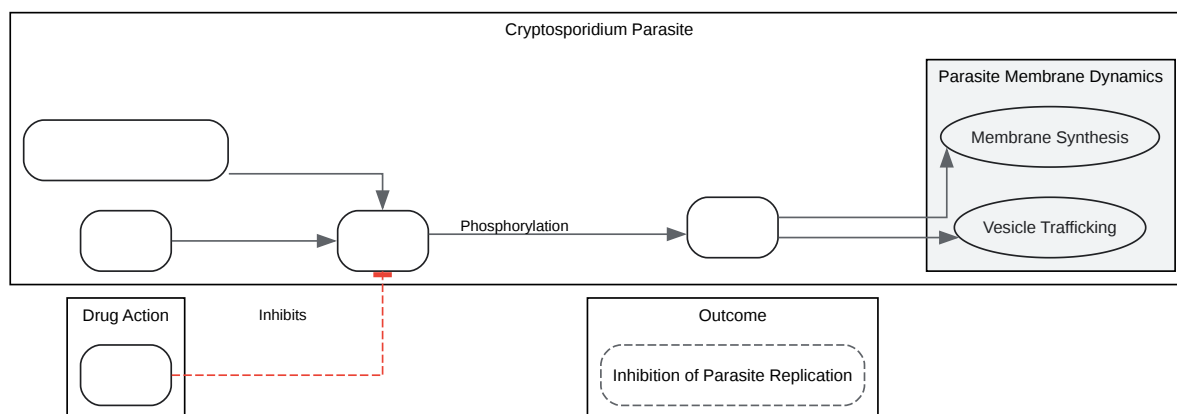 Cryptosporidium Parasite
Parasite Membrane Dynamics
Membrane Synthesis
Phosphorylation
Vesicle Trafficking
Drug Action
Inhibits
Outcome
Inhibition of Parasite Replication